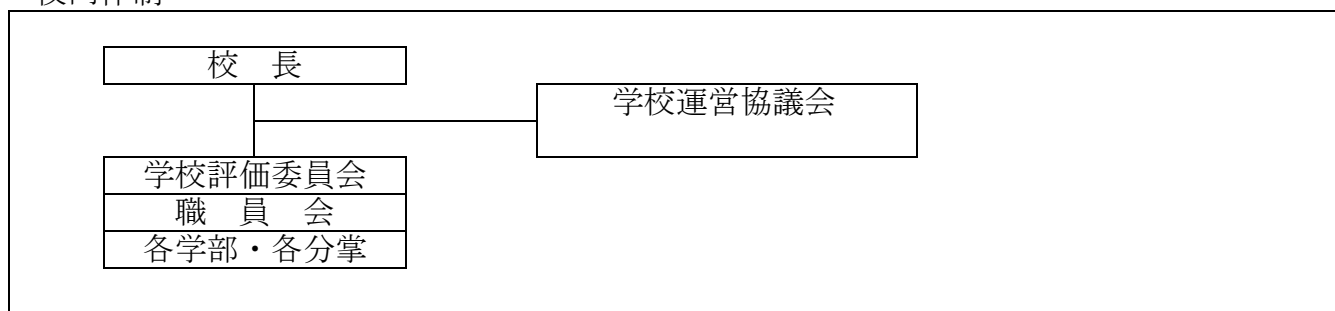 校　長
学校運営協議会
学校評価委員会
職　員　会
各学部・各分掌